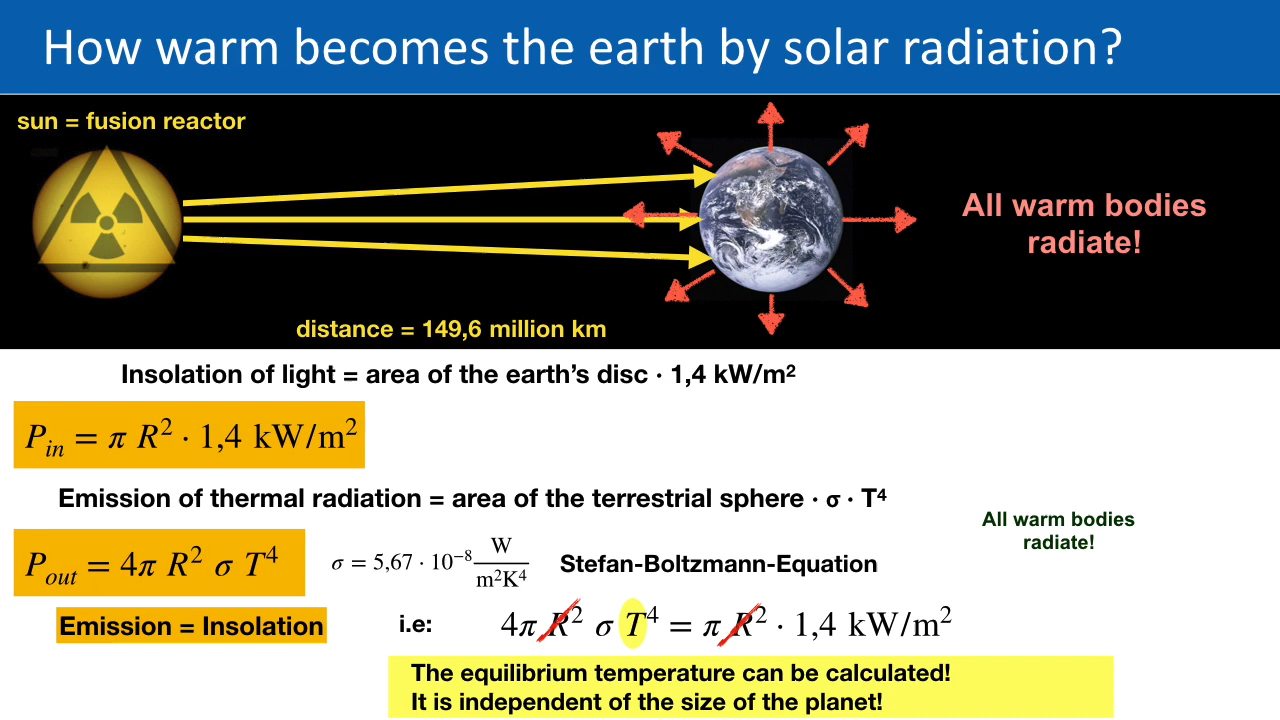 How warm becomes the earth by solar radiation?
sun = fusion reactor
All warm bodies
radiate!
distance = 149,6 million km
Insolation of light = area of the earth’s disc · 1,4 kW/m²
P_in = π R² · 1,4 kW/m²
Emission of thermal radiation = area of the terrestrial sphere · σ · T⁴
All warm bodies
radiate!
P_out = 4π R² σ T⁴
σ = 5,67 · 10⁻⁸ W/m²K⁴
Stefan-Boltzmann-Equation
Emission = Insolation
i.e:
4π R² σ T⁴ = π R² · 1,4 kW/m²
The equilibrium temperature can be calculated!
It is independent of the size of the planet!